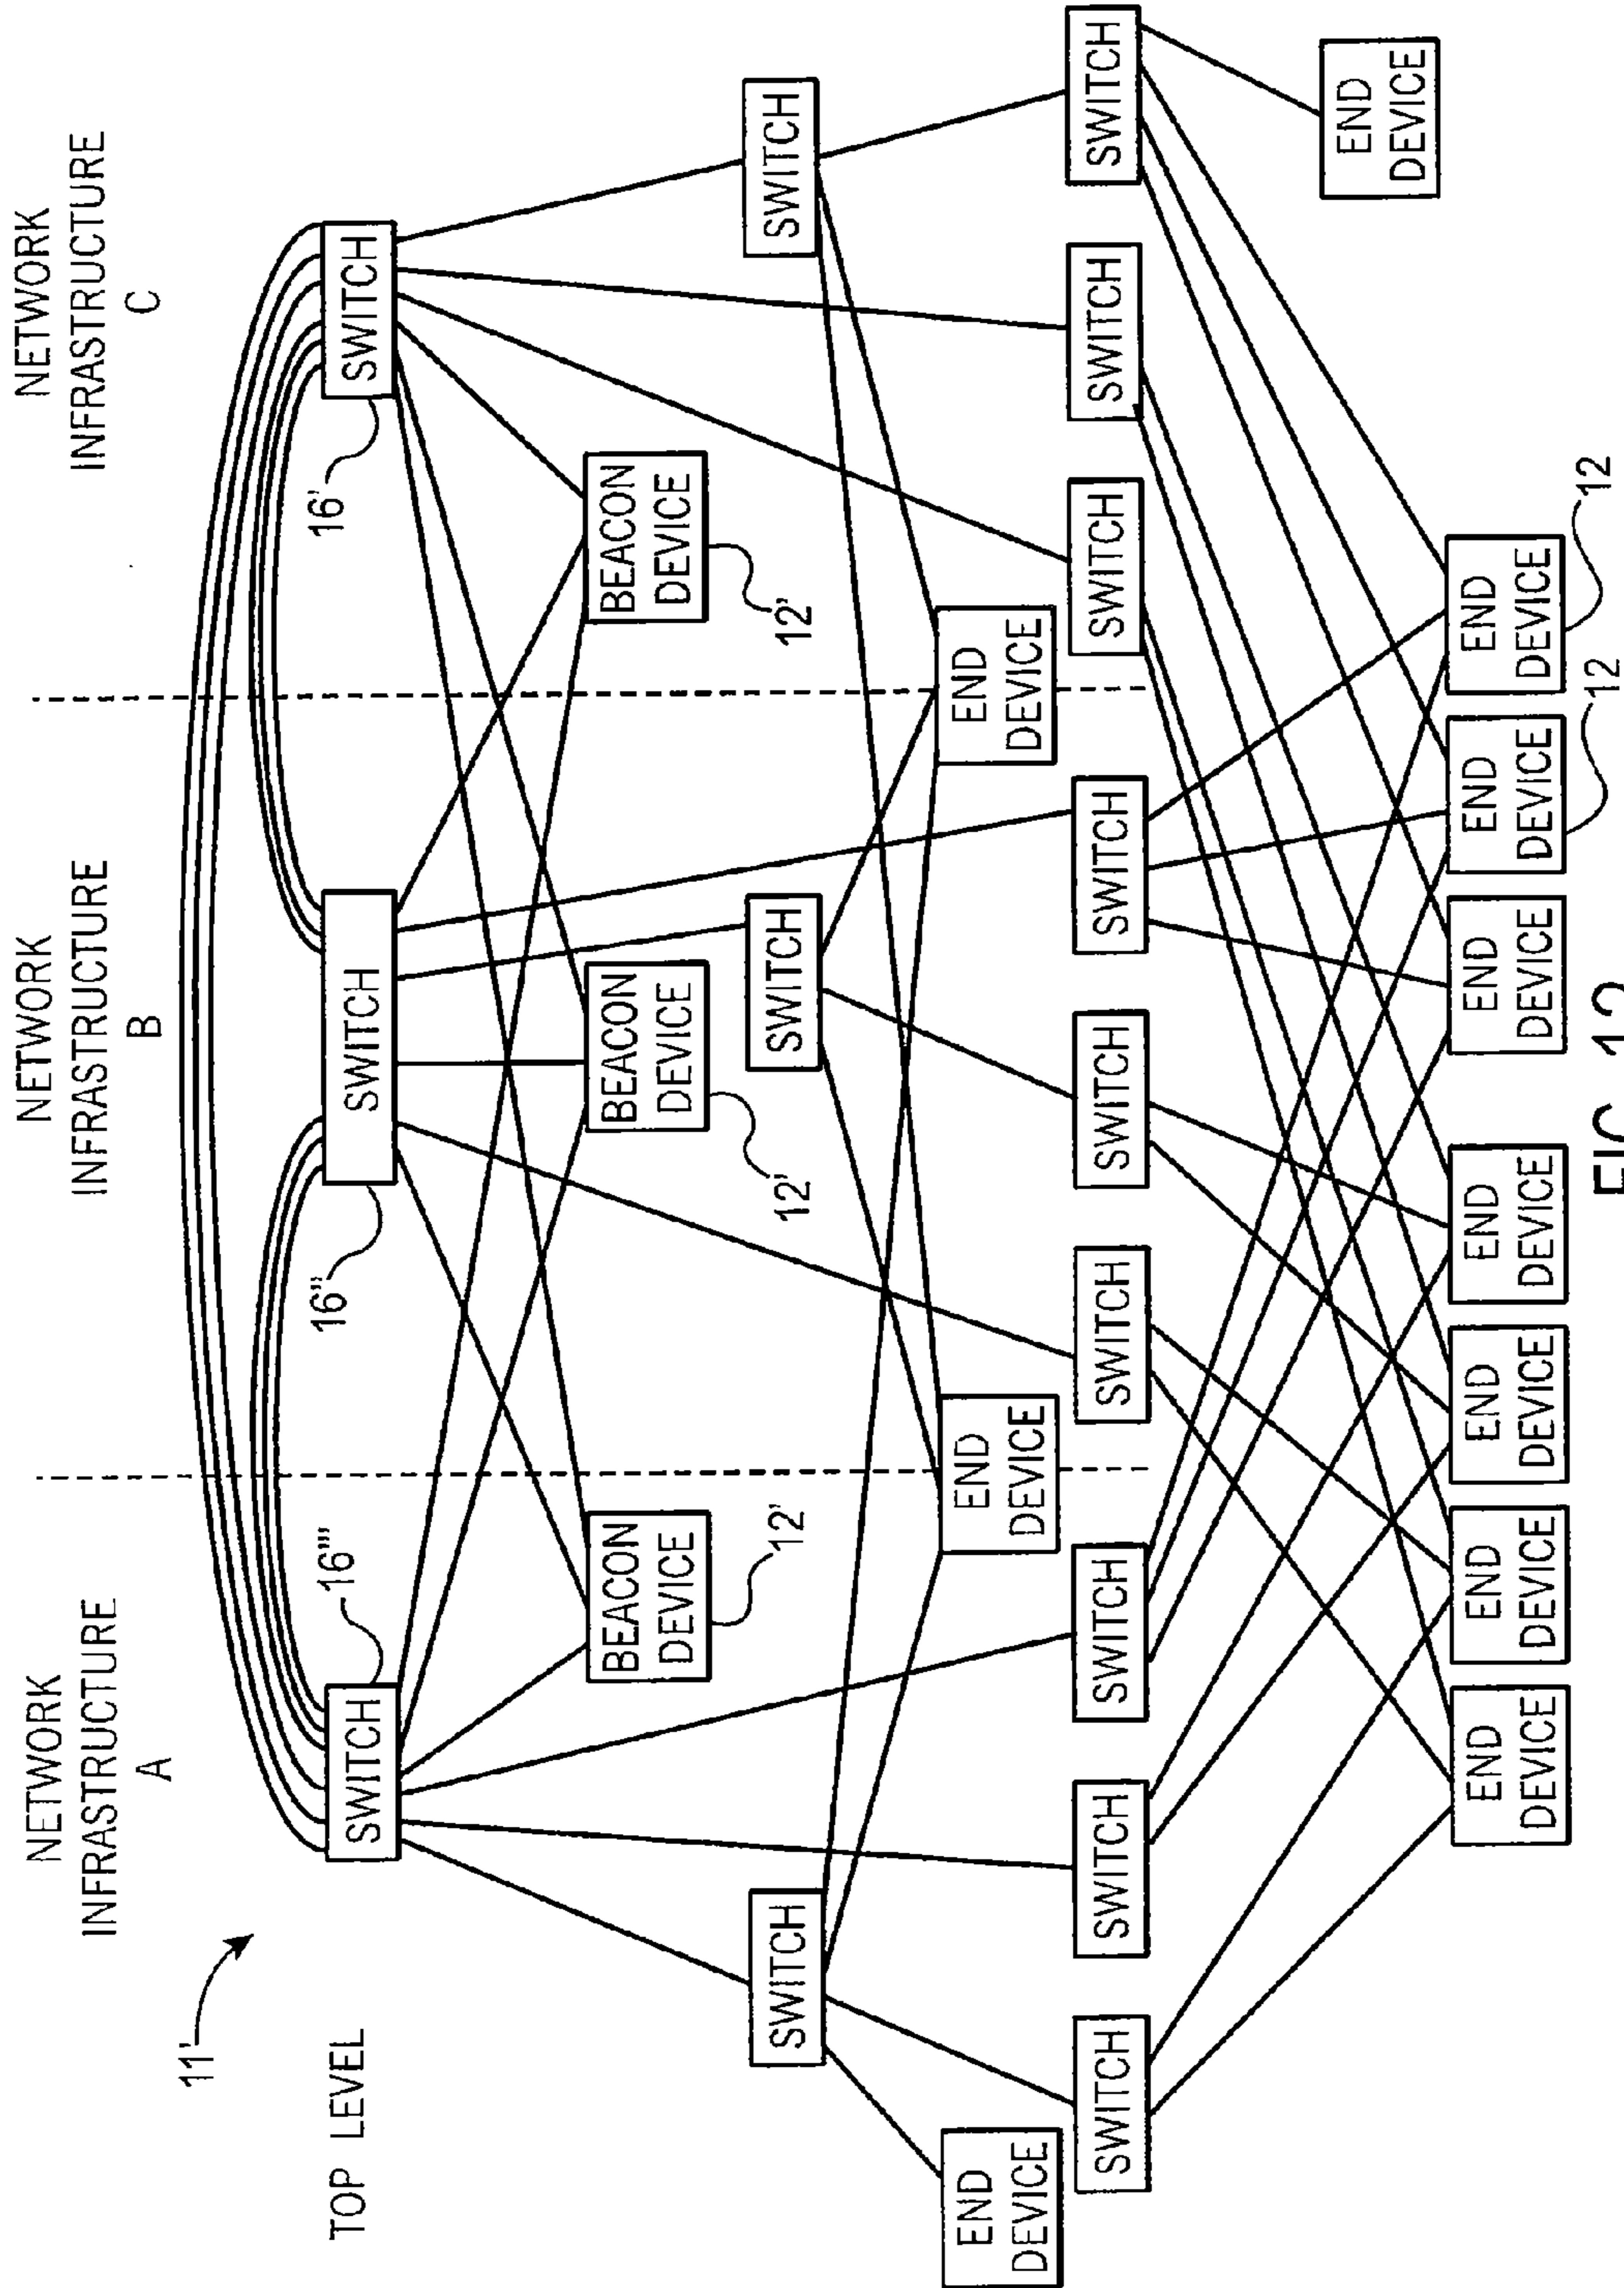 NETWORK
INFRASTRUCTURE
A
NETWORK
INFRASTRUCTURE
B
NETWORK
INFRASTRUCTURE
C
11'
TOP LEVEL
16'''
16''
16'
SWITCH
SWITCH
SWITCH
BEACON
DEVICE
BEACON
DEVICE
BEACON
DEVICE
12'
12'
12'
SWITCH
SWITCH
SWITCH
END
DEVICE
END
DEVICE
END
DEVICE
SWITCH
SWITCH
SWITCH
SWITCH
SWITCH
SWITCH
SWITCH
SWITCH
SWITCH
END
DEVICE
END
DEVICE
END
DEVICE
END
DEVICE
END
DEVICE
END
DEVICE
END
DEVICE
END
DEVICE
12
12